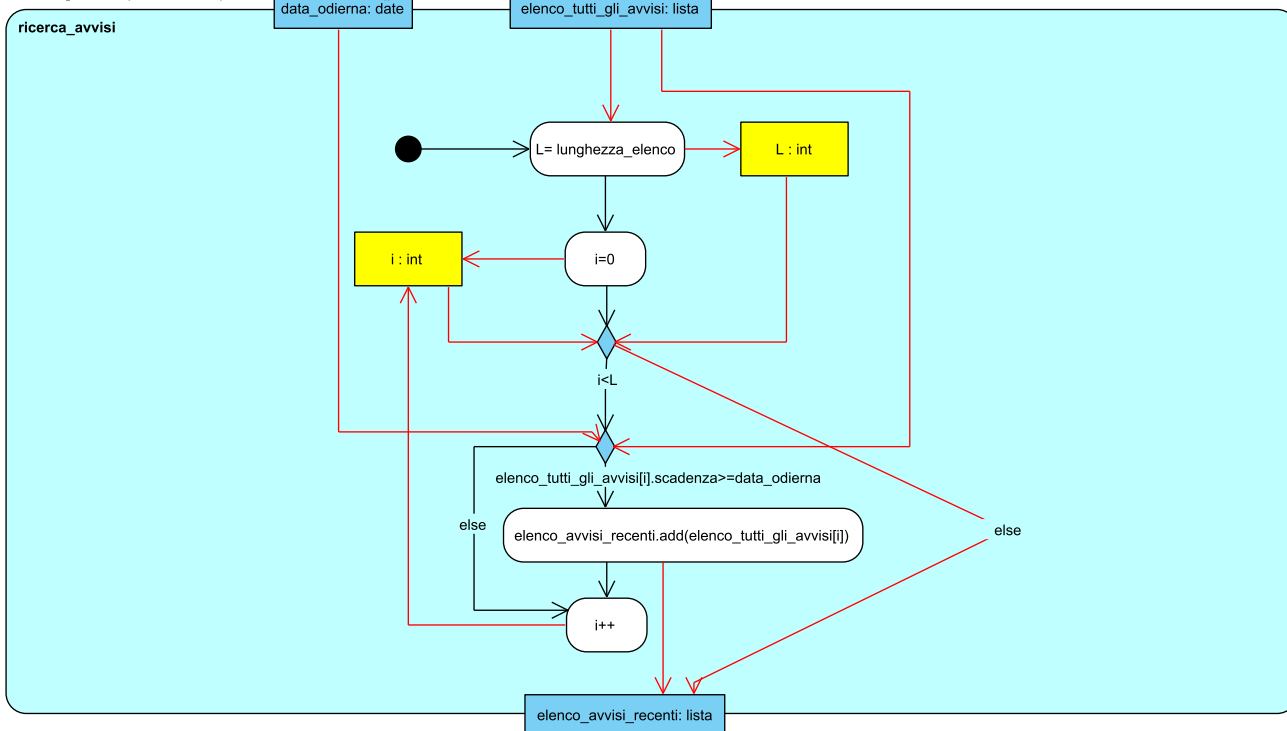 data_odierna: date
elenco_tutti_gli_avvisi: lista
ricerca_avvisi
L= lunghezza_elenco
L : int
i : int
i=0
i<L
elenco_tutti_gli_avvisi[i].scadenza>=data_odierna
else
else
elenco_avvisi_recenti.add(elenco_tutti_gli_avvisi[i])
i++
elenco_avvisi_recenti: lista